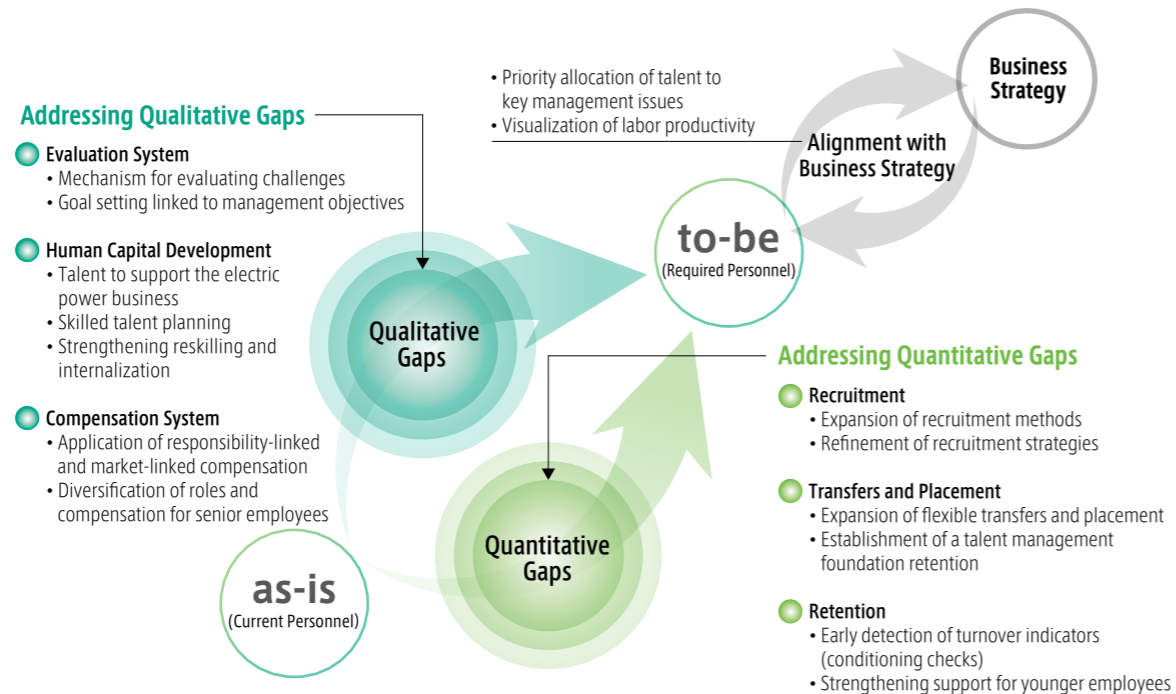 Addressing Qualitative Gaps
Evaluation System
• Mechanism for evaluating challenges
• Goal setting linked to management objectives
Human Capital Development
• Talent to support the electric
power business
• Skilled talent planning
• Strengthening reskilling and
internalization
Compensation System
• Application of responsibility-linked
and market-linked compensation
• Diversification of roles and
compensation for senior employees
as-is
(Current Personnel)
Qualitative
Gaps
Quantitative
Gaps
• Priority allocation of talent to
key management issues
• Visualization of labor productivity
Alignment with
Business Strategy
Business
Strategy
to-be
(Required Personnel)
Addressing Quantitative Gaps
Recruitment
• Expansion of recruitment methods
• Refinement of recruitment strategies
Transfers and Placement
• Expansion of flexible transfers and placement
• Establishment of a talent management
foundation retention
Retention
• Early detection of turnover indicators
(conditioning checks)
• Strengthening support for younger employees